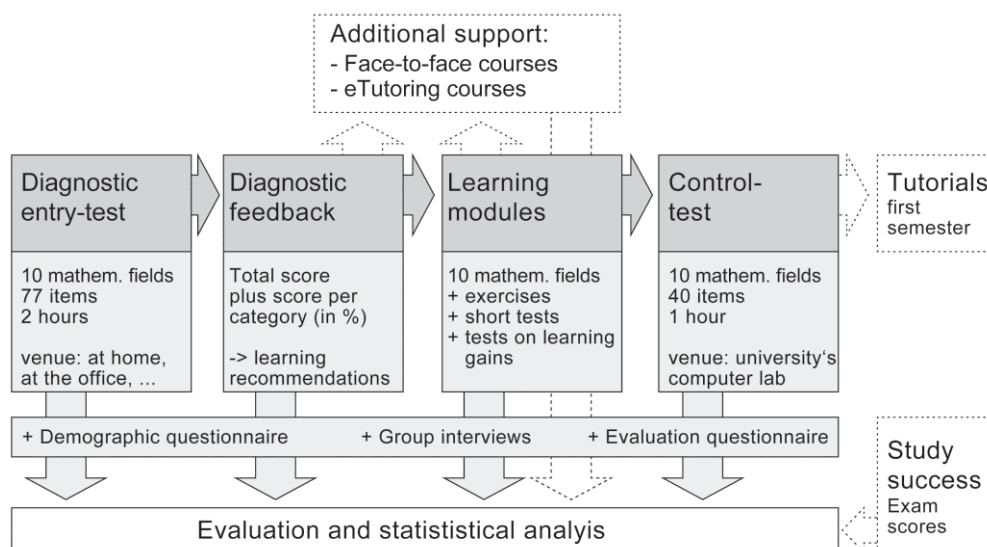 Additional support:
- Face-to-face courses
- eTutoring courses
Diagnostic
entry-test
Diagnostic
feedback
Learning
modules
Control-
test
Tutorials
first
semester
10 mathem. fields
77 items
2 hours
venue: at home,
at the office, ...
Total score
plus score per
category (in %)
-> learning
recommendations
10 mathem. fields
+ exercises
+ short tests
+ tests on learning
gains
10 mathem. fields
40 items
1 hour
venue: university‘s
computer lab
+ Demographic questionnaire
+ Group interviews
+ Evaluation questionnaire
Study
success
Exam
scores
Evaluation and statististical analyis